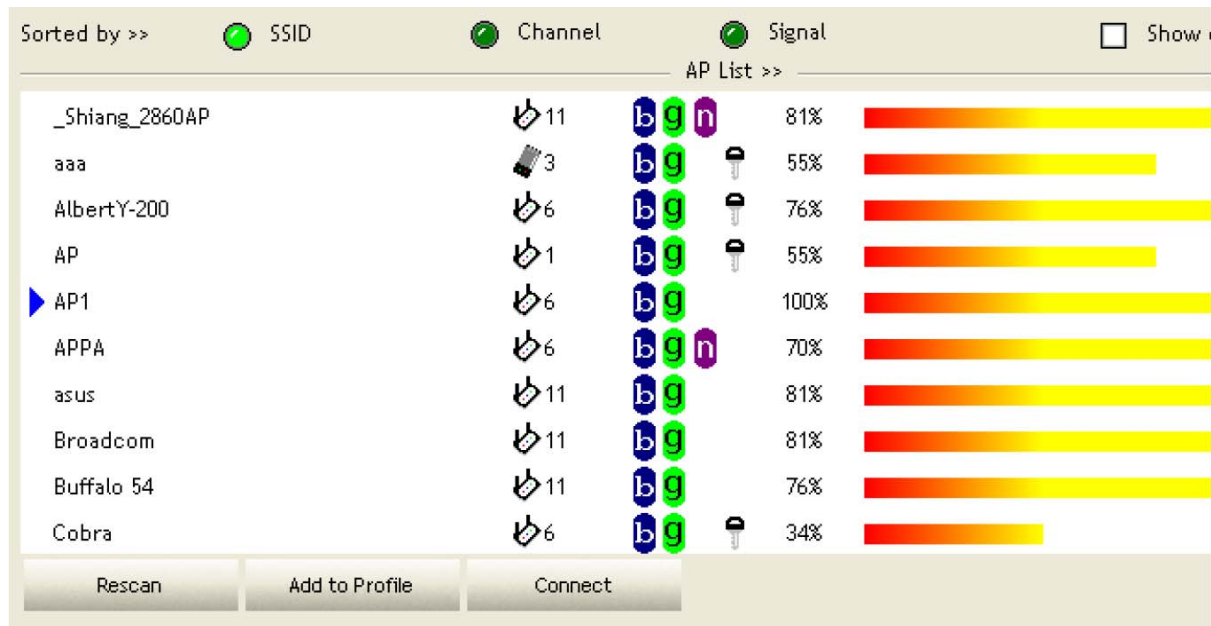 Sorted by >> SSID Channel Signal Show
AP List >>
_Shiang_2860AP 11 b g n 81%
aaa 3 b g 55%
AlbertY-200 6 b g 76%
AP 1 b g 55%
AP1 6 b g 100%
APPA 6 b g n 70%
asus 11 b g 81%
Broadcom 11 b g 81%
Buffalo 54 11 b g 76%
Cobra 6 b g 34%
Rescan Add to Profile Connect